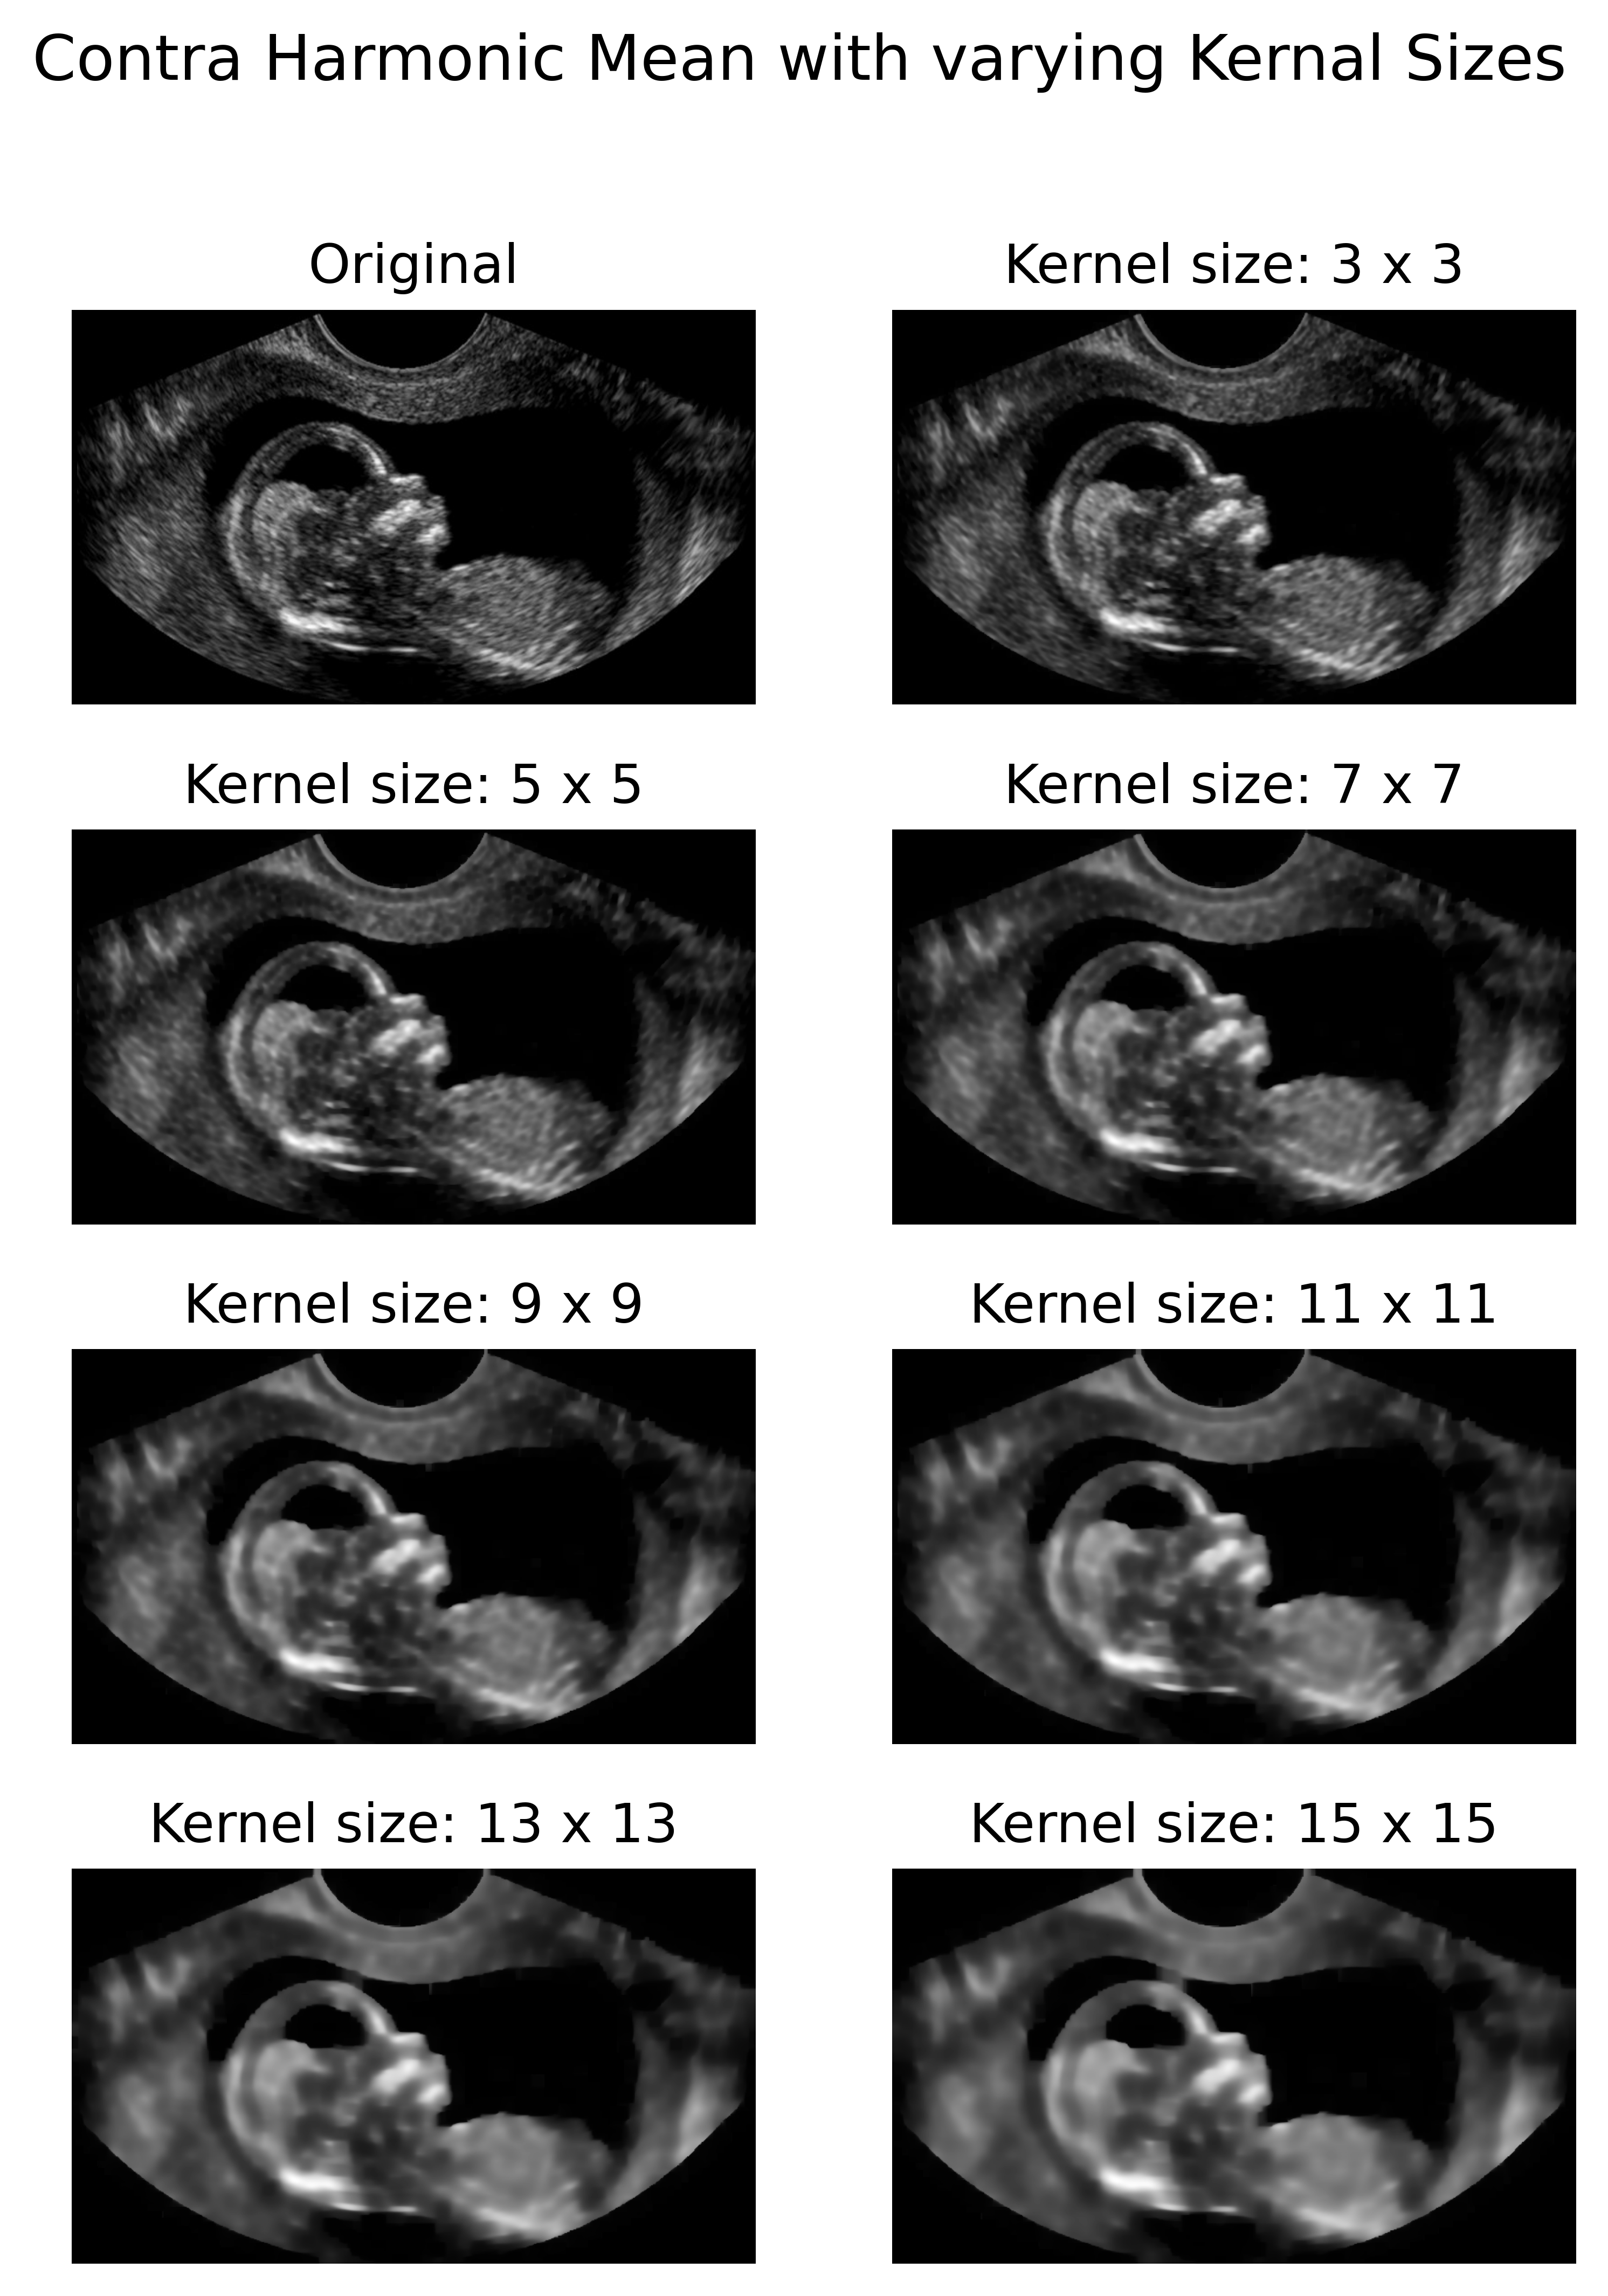 Contra Harmonic Mean with varying Kernal Sizes
Original
Kernel size: 3 x 3
Kernel size: 5 x 5
Kernel size: 7 x 7
Kernel size: 9 x 9
Kernel size: 11 x 11
Kernel size: 13 x 13
Kernel size: 15 x 15